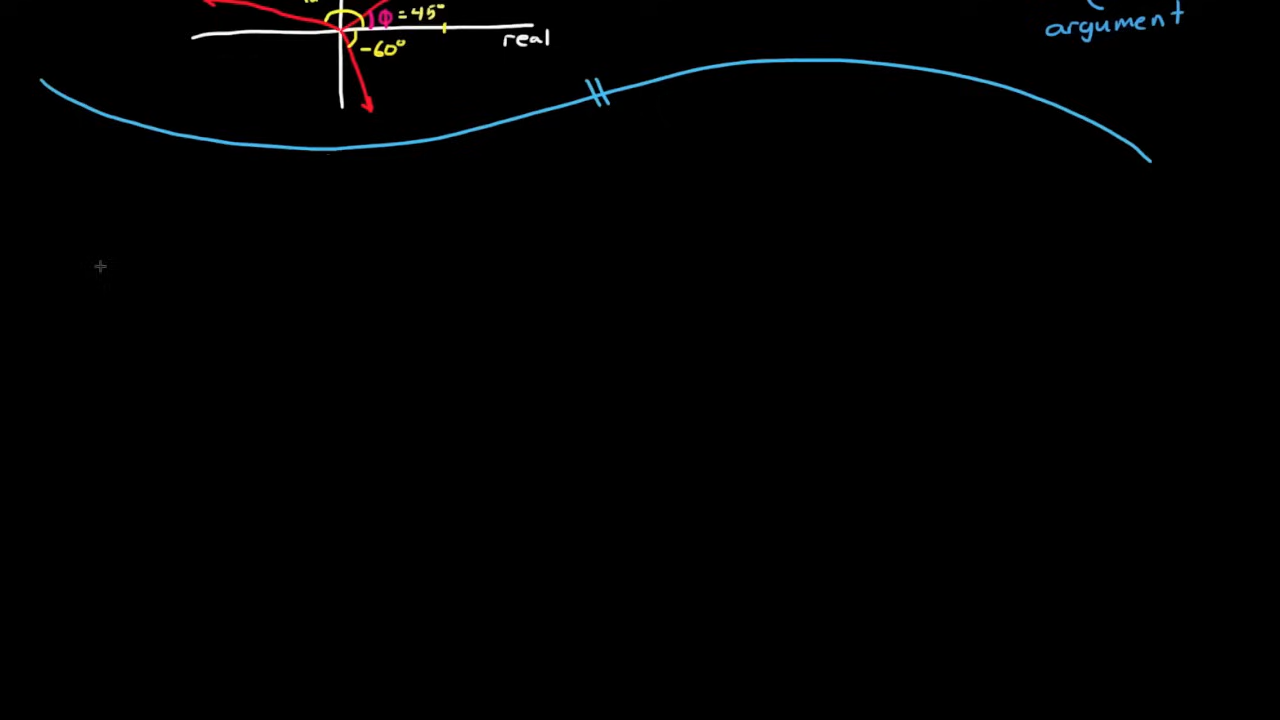 Φ = 45°
-60°
real
argument